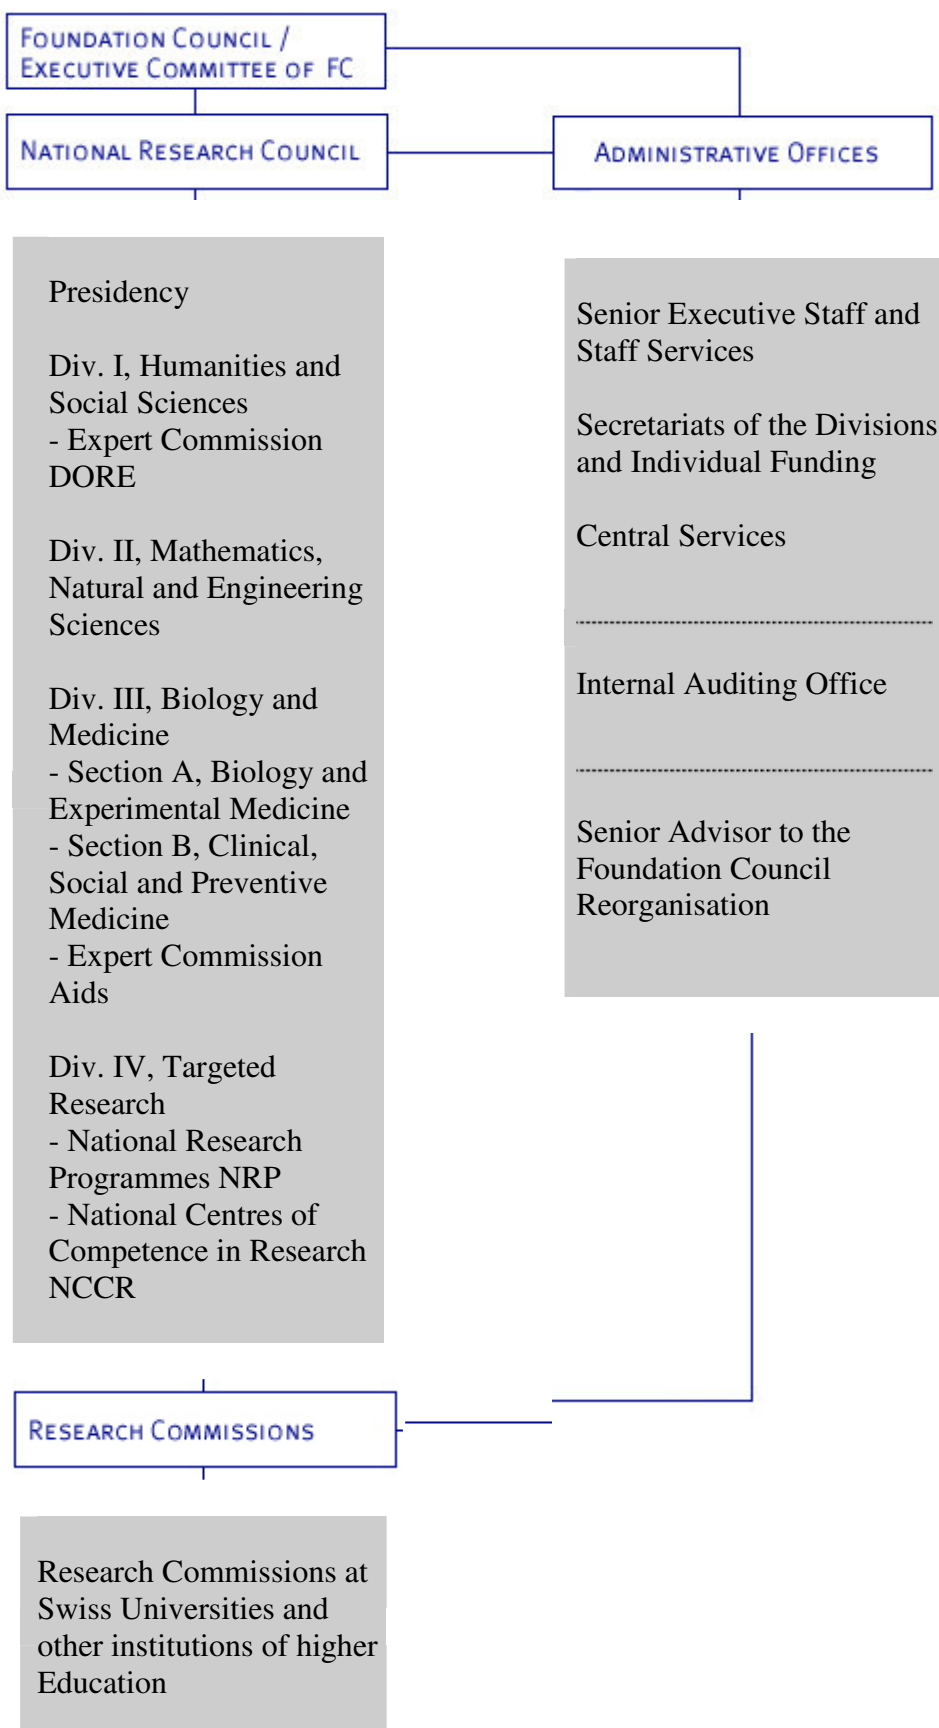 FOUNDATION COUNCIL /
EXECUTIVE COMMITTEE OF FC
NATIONAL RESEARCH COUNCIL
ADMINISTRATIVE OFFICES
Presidency
Div. I, Humanities and
Social Sciences
- Expert Commission
DORE
Div. II, Mathematics,
Natural and Engineering
Sciences
Div. III, Biology and
Medicine
- Section A, Biology and
Experimental Medicine
- Section B, Clinical,
Social and Preventive
Medicine
- Expert Commission
Aids
Div. IV, Targeted
Research
- National Research
Programmes NRP
- National Centres of
Competence in Research
NCCR
Senior Executive Staff and
Staff Services
Secretariats of the Divisions
and Individual Funding
Central Services
Internal Auditing Office
Senior Advisor to the
Foundation Council
Reorganisation
RESEARCH COMMISSIONS
Research Commissions at
Swiss Universities and
other institutions of higher
Education